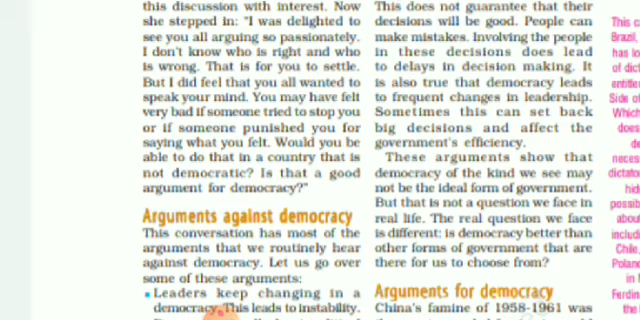 this discussion with interest. Now
she stepped in: "I was delighted to
see you all arguing so passionately.
I don't know who is right and who
is wrong. That is for you to settle.
But I did feel that you all wanted to
speak your mind. You may have felt
very bad if someone tried to stop you
or if someone punished you for
saying what you felt. Would you be
able to do that in a country that is
not democratic? Is that a good
argument for democracy?"
Arguments against democracy
This conversation has most of the
arguments that we routinely hear
against democracy. Let us go over
some of these arguments:
• Leaders keep changing in a
democracy. This leads to instability.
This does not guarantee that their
decisions will be good. People can
make mistakes. Involving the people
in these decisions does lead
to delays in decision making. It
is also true that democracy leads
to frequent changes in leadership.
Sometimes this can set back
big decisions and affect the
government's efficiency.
These arguments show that
democracy of the kind we see may
not be the ideal form of government.
But that is not a question we face in
real life. The real question we face
is different: is democracy better than
other forms of government that are
there for us to choose from?
Arguments for democracy
China's famine of 1958-1961 was
This c
Brazil,
has lo
of dict
entitle
Side of
Which
does
de
neces
dictato
hid
possib
about
includi
Chile,
Poland
in
Ferdin